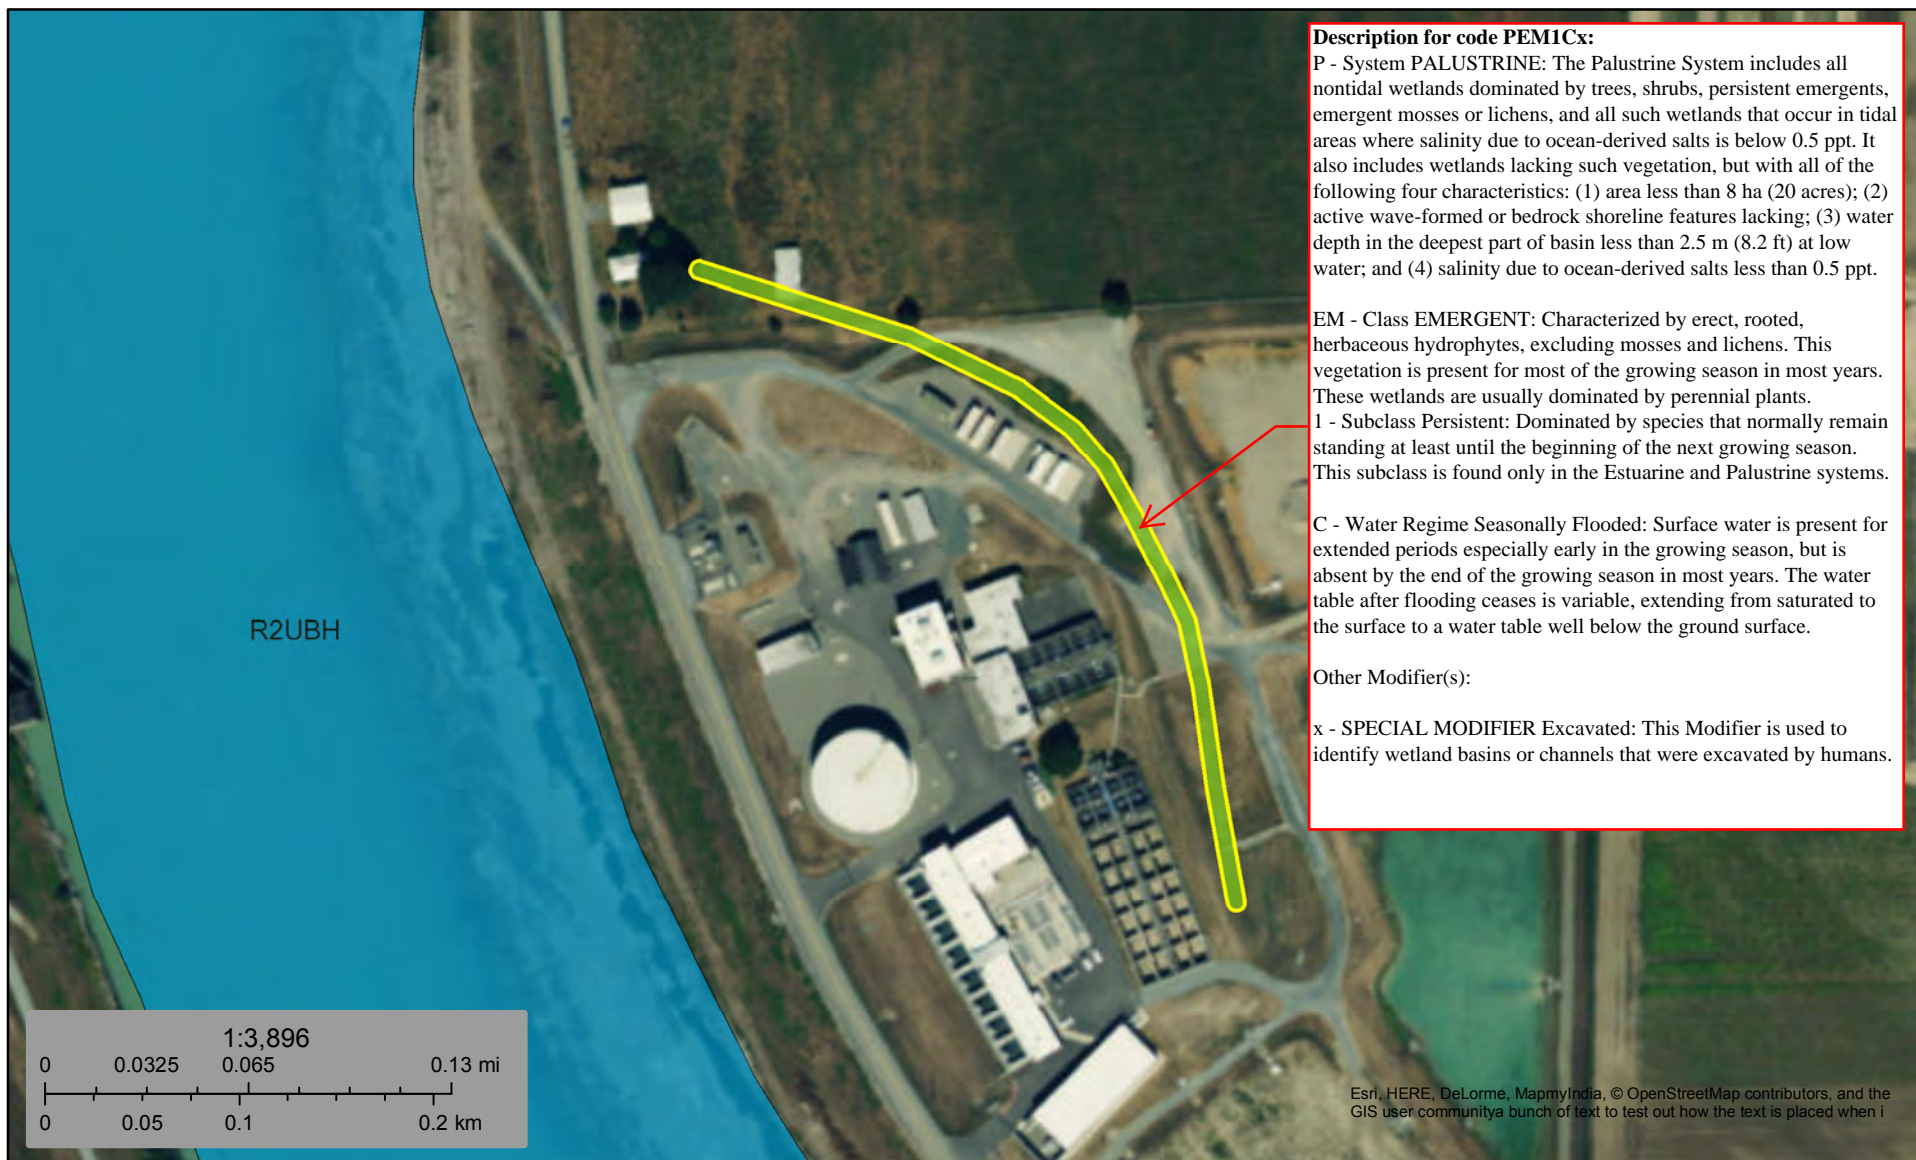 Description for code PEM1Cx:
P - System PALUSTRINE: The Palustrine System includes all
nontidal wetlands dominated by trees, shrubs, persistent emergents,
emergent mosses or lichens, and all such wetlands that occur in tidal
areas where salinity due to ocean-derived salts is below 0.5 ppt. It
also includes wetlands lacking such vegetation, but with all of the
following four characteristics: (1) area less than 8 ha (20 acres); (2)
active wave-formed or bedrock shoreline features lacking; (3) water
depth in the deepest part of basin less than 2.5 m (8.2 ft) at low
water; and (4) salinity due to ocean-derived salts less than 0.5 ppt.
EM - Class EMERGENT: Characterized by erect, rooted,
herbaceous hydrophytes, excluding mosses and lichens. This
vegetation is present for most of the growing season in most years.
These wetlands are usually dominated by perennial plants.
1 - Subclass Persistent: Dominated by species that normally remain
standing at least until the beginning of the next growing season.
This subclass is found only in the Estuarine and Palustrine systems.
C - Water Regime Seasonally Flooded: Surface water is present for
extended periods especially early in the growing season, but is
absent by the end of the growing season in most years. The water
table after flooding ceases is variable, extending from saturated to
the surface to a water table well below the ground surface.
Other Modifier(s):
x - SPECIAL MODIFIER Excavated: This Modifier is used to
identify wetland basins or channels that were excavated by humans.
R2UBH
1:3,896
0 0.0325 0.065 0.13 mi
0 0.05 0.1 0.2 km
Esri, HERE, DeLorme, MapmyIndia, © OpenStreetMap contributors, and the
GIS user communitya bunch of text to test out how the text is placed when i